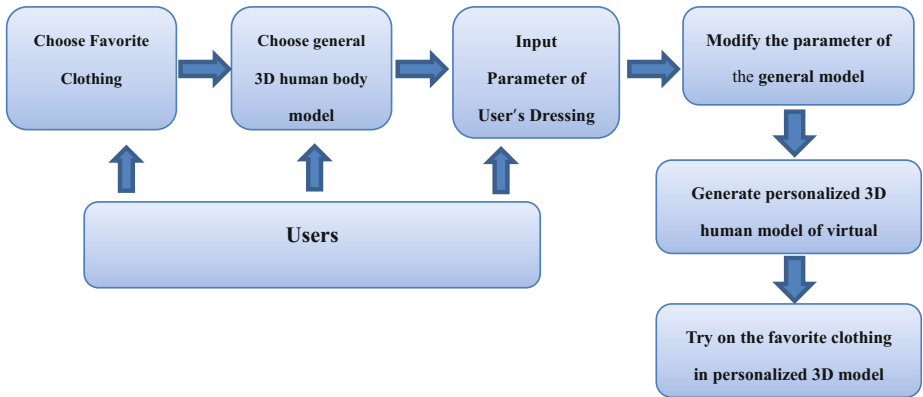 Choose Favorite
Clothing
Choose general
3D human body
model
Input
Parameter of
User's Dressing
Modify the parameter of
the general model
Users
Generate personalized 3D
human model of virtual
Try on the favorite clothing
in personalized 3D model